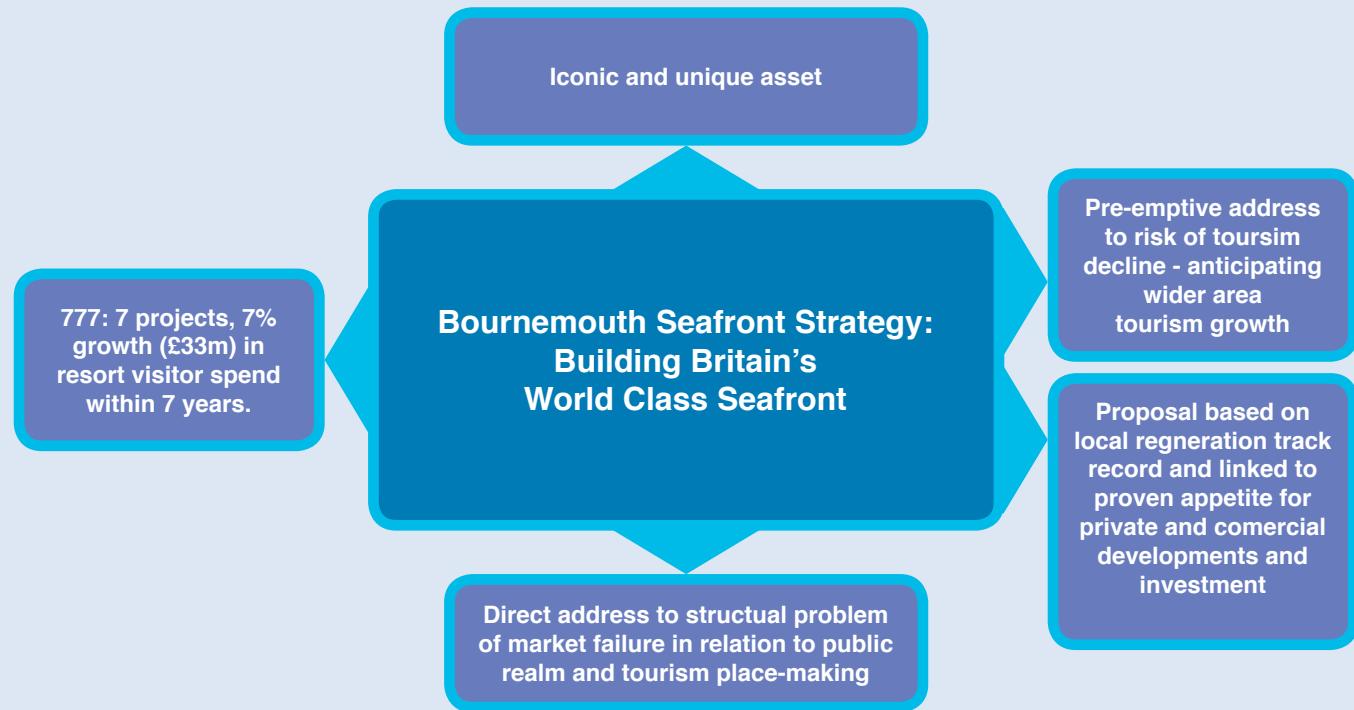 Iconic and unique asset
Pre-emptive address
to risk of toursim
decline - anticipating
wider area
tourism growth
777: 7 projects, 7%
growth (£33m) in
resort visitor spend
within 7 years.
Bournemouth Seafront Strategy:
Building Britain’s
World Class Seafront
Proposal based on
local regneration track
record and linked to
proven appetite for
private and comercial
developments and
investment
Direct address to structual problem
of market failure in relation to public
realm and tourism place-making